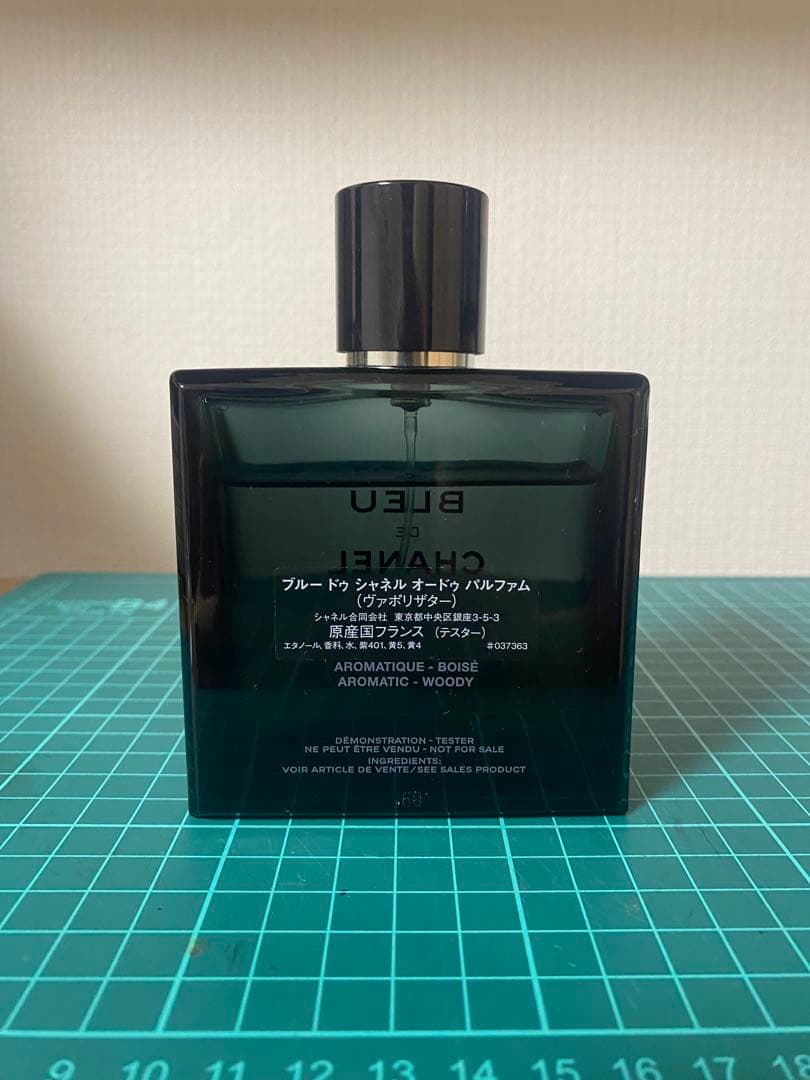 BLEU
DE
CHANEL
ブルー ドゥ シャネル オードゥ パルファム
(ヴァポリザター)
シャネル合同会社 東京都中央区銀座3-5-3
原産国フランス (テスター)
エタノール、香料、水、紫401、黄5、黄4 #037363
AROMATIQUE - BOISÉ
AROMATIC - WOODY
DÉMONSTRATION - TESTER
NE PEUT ÊTRE VENDU - NOT FOR SALE
INGREDIENTS:
VOIR ARTICLE DE VENTE/SEE SALES PRODUCT
9 10 11 12 13 14 15 16 17 18